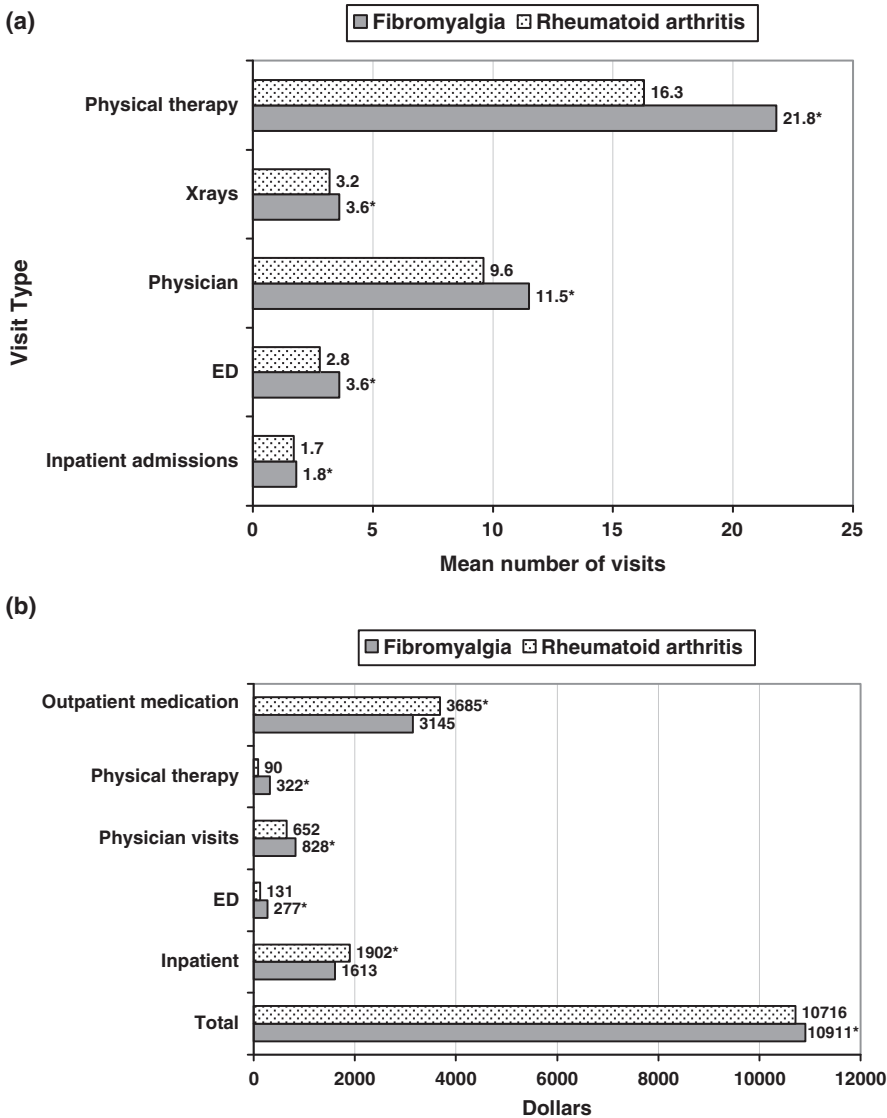 (a)
Fibromyalgia Rheumatoid arthritis
Physical therapy
16.3
21.8*
Xrays
3.2
3.6*
Physician
9.6
11.5*
ED
2.8
3.6*
Inpatient admissions
1.7
1.8*
Visit Type
0 5 10 15 20 25
Mean number of visits
(b)
Fibromyalgia Rheumatoid arthritis
Outpatient medication
3685*
3145
Physical therapy
90
322*
Physician visits
652
828*
ED
131
277*
Inpatient
1902*
1613
Total
10716
10911*
0 2000 4000 6000 8000 10000 12000
Dollars